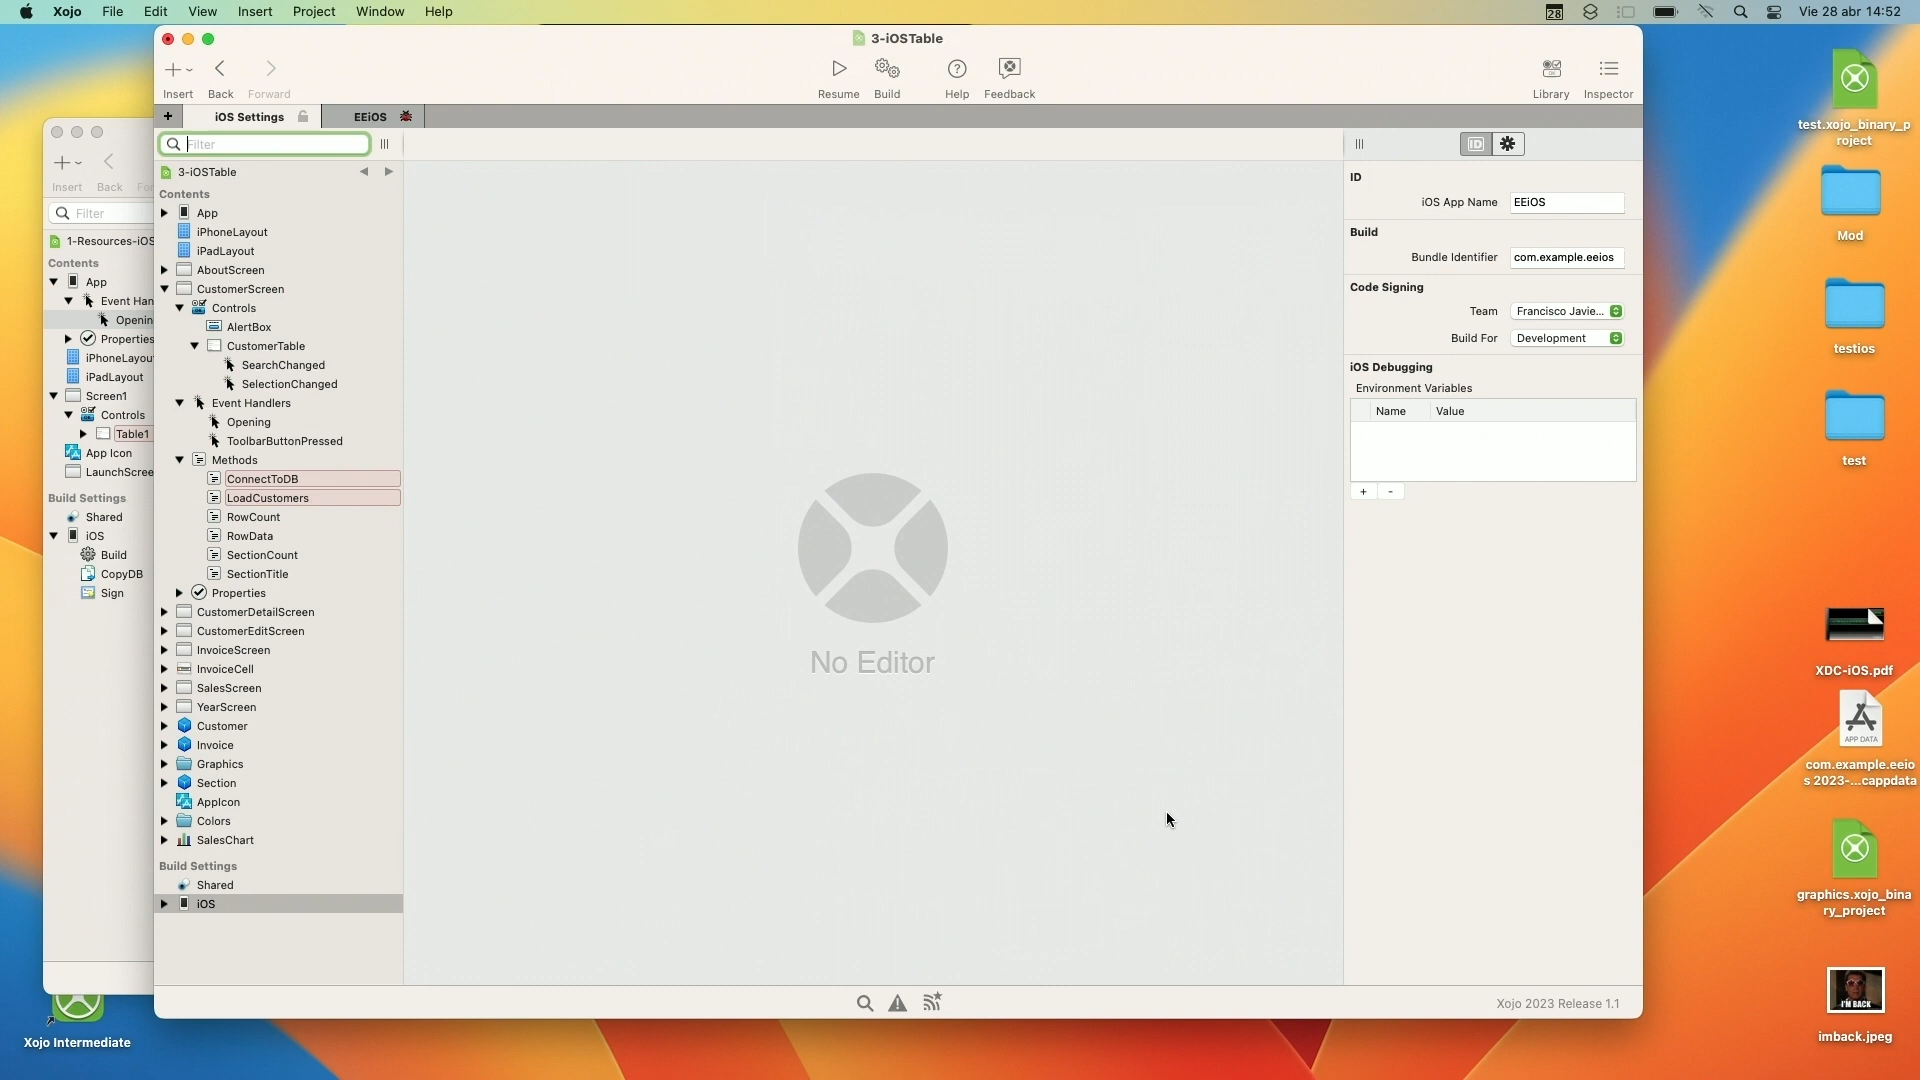 Xojo File Edit View Insert Project Window Help
28
Vie 28 abr 14:52
3-iOSTable
Insert Back Forward
Resume Build Help Feedback
Library Inspector
iOS Settings
EEiOS
Filter
3-iOSTable
Contents
App
iPhoneLayout
iPadLayout
AboutScreen
CustomerScreen
Controls
AlertBox
CustomerTable
SearchChanged
SelectionChanged
Event Handlers
Opening
ToolbarButtonPressed
Methods
ConnectToDB
LoadCustomers
RowCount
RowData
SectionCount
SectionTitle
Properties
CustomerDetailScreen
CustomerEditScreen
InvoiceScreen
InvoiceCell
SalesScreen
YearScreen
Customer
Invoice
Graphics
Section
AppIcon
Colors
SalesChart
Build Settings
Shared
iOS
No Editor
ID
ID
iOS App Name EEiOS
Build
Bundle Identifier com.example.eeios
Code Signing
Team Francisco Javie...
Build For Development
iOS Debugging
Environment Variables
Name Value
+ -
Xojo 2023 Release 1.1
Insert Back For
Filter
1-Resources-iOS
Contents
App
Event Han
Openin
Properties
iPhoneLayou
iPadLayout
Screen1
Controls
Table1
App Icon
LaunchScree
Build Settings
Shared
iOS
Build
CopyDB
Sign
Xojo Intermediate
test.xojo_binary_p
roject
Mod
testios
test
XDC-iOS.pdf
APP DATA
com.example.eeio
s 2023-...cappdata
graphics.xojo_bina
ry_project
I'M BACK
imback.jpeg